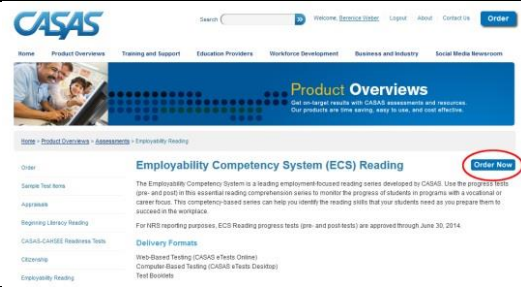 CASAS
Search
Welcome, Berenice Weber Logout About Contact Us Order
Home Product Overviews Training and Support Education Providers Workforce Development Business and Industry Social Media Newsroom
Product Overviews
Get on-target results with CASAS assessments and resources.
Our products are time saving, easy to use, and cost effective.
Home > Product Overviews > Assessments > Employability Reading
Order
Sample Test Items
Appraisals
Beginning Literacy Reading
CASAS-CAHSEE Readiness Tests
Citizenship
Employability Reading
Employability Competency System (ECS) Reading
Order Now
The Employability Competency System is a leading employment-focused reading series developed by CASAS. Use the progress tests
(pre- and post) in this essential reading comprehension series to monitor the progress of students in programs with a vocational or
career focus. This competency-based series can help you identify the reading skills that your students need as you prepare them to
succeed in the workplace.
For NRS reporting purposes, ECS Reading progress tests (pre- and post tests) are approved through June 30, 2014.
Delivery Formats
Web-Based Testing (CASAS eTests Online)
Computer-Based Testing (CASAS eTests Desktop)
Test Booklets